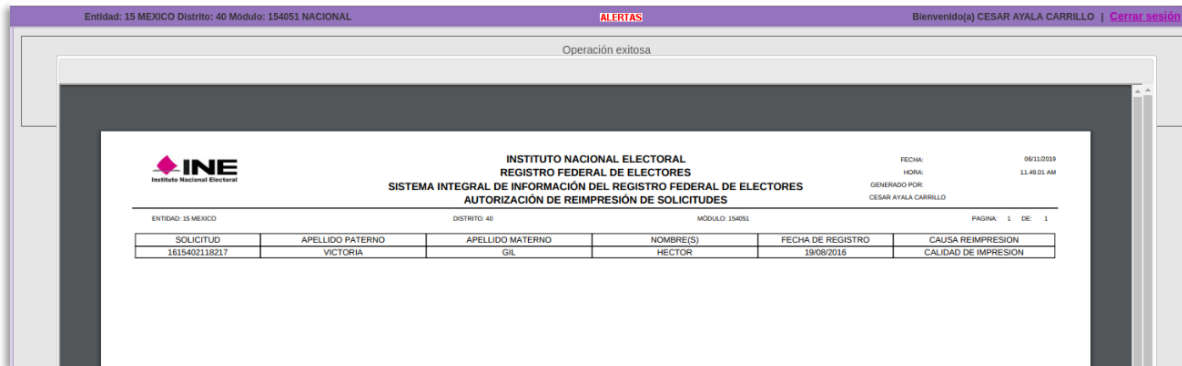 Entidad: 15 MEXICO Distrito: 40 Módulo: 154051 NACIONAL ALERTAS Bienvenido(a) CESAR AYALA CARRILLO | Cerrar sesión
Operación exitosa
INE
Instituto Nacional Electoral
INSTITUTO NACIONAL ELECTORAL
REGISTRO FEDERAL DE ELECTORES
SISTEMA INTEGRAL DE INFORMACIÓN DEL REGISTRO FEDERAL DE ELECTORES
AUTORIZACIÓN DE REIMPRESIÓN DE SOLICITUDES
FECHA: 06/11/2019
HORA: 11.49.01 AM
GENERADO POR:
CESAR AYALA CARRILLO
ENTIDAD: 15 MEXICO DISTRITO: 40 MÓDULO: 154051 PAGINA: 1 DE: 1
SOLICITUD APELLIDO PATERNO APELLIDO MATERNO NOMBRE(S) FECHA DE REGISTRO CAUSA REIMPRESION
1615402118217 VICTORIA GIL HECTOR 19/08/2016 CALIDAD DE IMPRESION